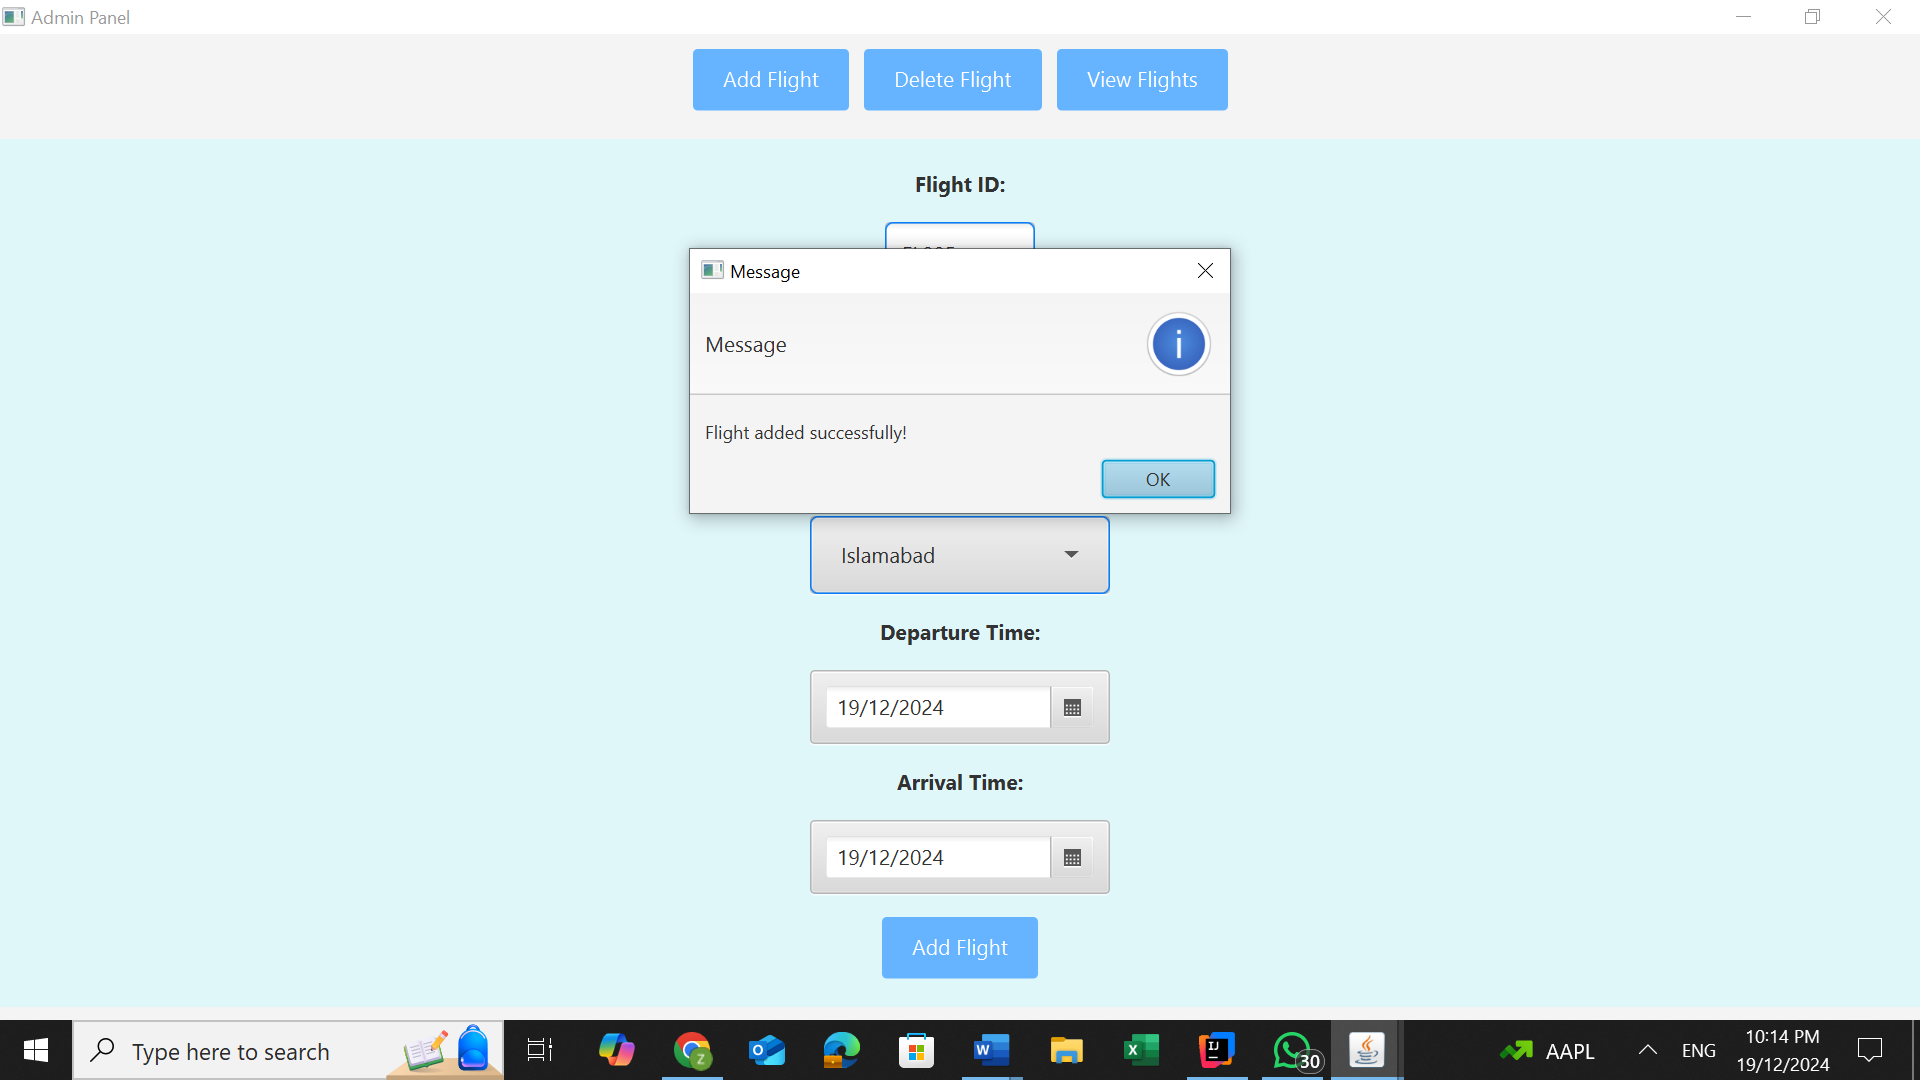 Admin Panel
Add Flight
Delete Flight
View Flights
Flight ID:
Message
Message
Flight added successfully!
OK
Islamabad
Departure Time:
19/12/2024
Arrival Time:
19/12/2024
Add Flight
Type here to search
Z
30
AAPL
ENG
10:14 PM
19/12/2024